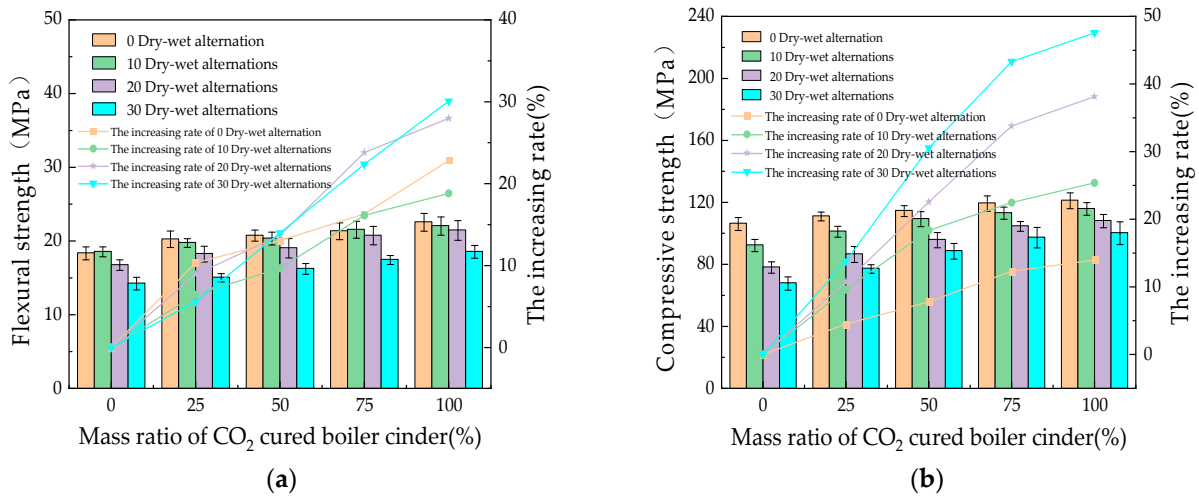 50
40
30
20
10
0
Flexural strength（MPa）
0 Dry-wet alternation
10 Dry-wet alternations
20 Dry-wet alternations
30 Dry-wet alternations
The increasing rate of 0 Dry-wet alternation
The increasing rate of 10 Dry-wet alternations
The increasing rate of 20 Dry-wet alternations
The increasing rate of 30 Dry-wet alternations
40
30
20
10
0
The increasing rate(%)
0 25 50 75 100
Mass ratio of CO2 cured boiler cinder(%)
(a)
240
200
160
120
80
40
0
Compressive strength（MPa）
0 Dry-wet alternation
10 Dry-wet alternations
20 Dry-wet alternations
30 Dry-wet alternations
The increasing rate of 0 Dry-wet alternation
The increasing rate of 10 Dry-wet alternations
The increasing rate of 20 Dry-wet alternations
The increasing rate of 30 Dry-wet alternations
50
40
30
20
10
0
The increasing rate(%)
0 25 50 75 100
Mass ratio of CO2 cured boiler cinder(%)
(b)